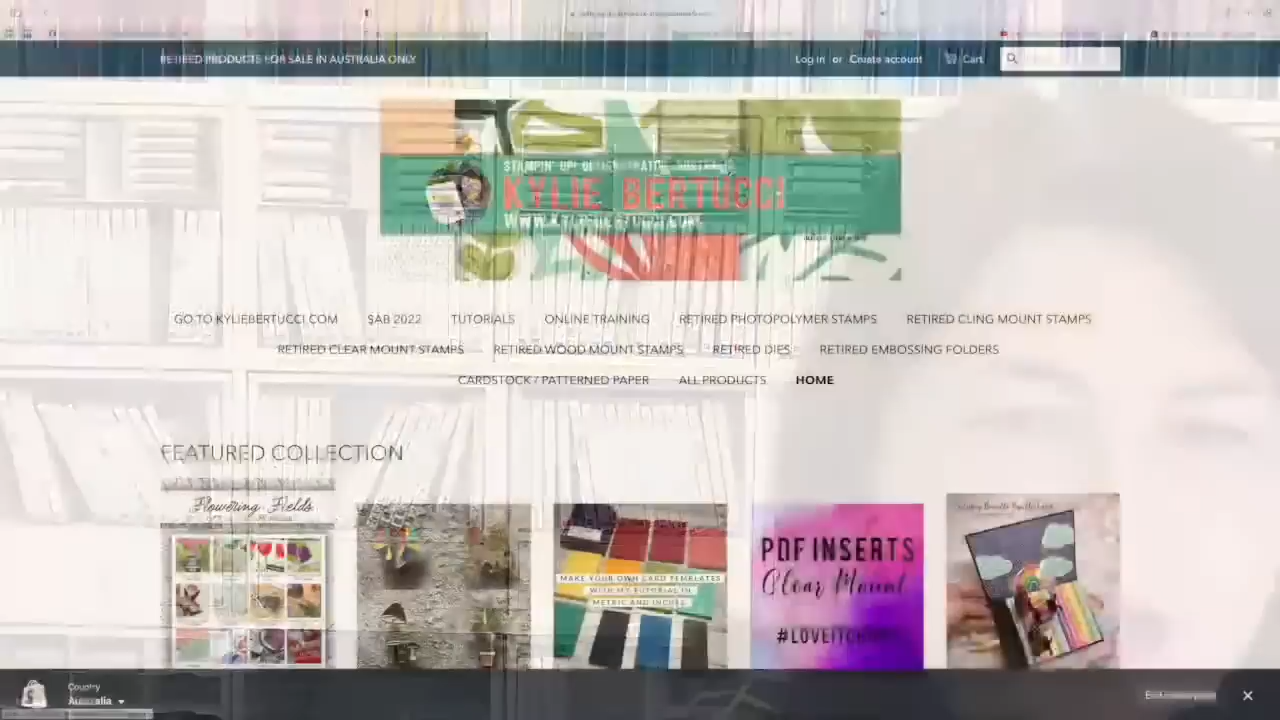 RETIRED PRODUCTS FOR SALE IN AUSTRALIA ONLY
Log in or Create account Cart
KYLIE BERTUCCI
GO TO KYLIEBERTUCCI.COM SAB 2022 TUTORIALS ONLINE TRAINING RETIRED PHOTOPOLYMER STAMPS RETIRED CLING MOUNT STAMPS
RETIRED CLEAR MOUNT STAMPS RETIRED WOOD MOUNT STAMPS RETIRED DIES RETIRED EMBOSSING FOLDERS
CARDSTOCK / PATTERNED PAPER ALL PRODUCTS HOME
FEATURED COLLECTION
Flowering Fields
MAKE YOUR OWN CARD TEMPLATES
WITH MY TUTORIAL IN
METRIC AND INCHES
PDF INSERTS
Clear Mount
Country
Australia